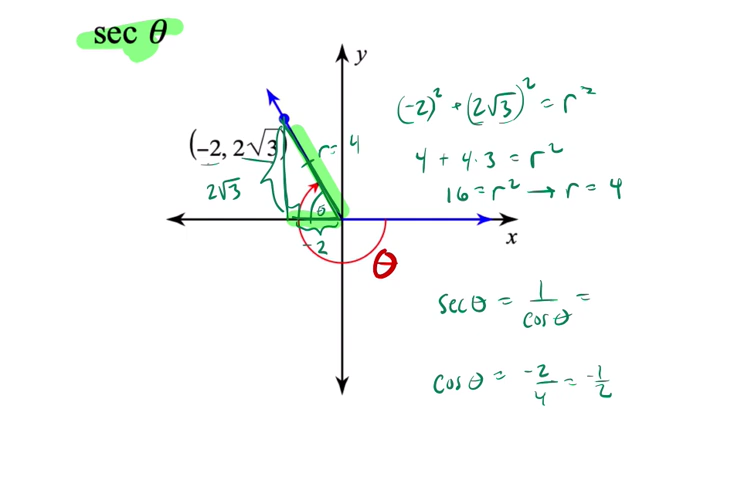 sec θ
y
(-2)² + (2√3)² = r²
(-2, 2√3)
r = 4
4 + 4·3 = r²
2√3
16 = r² → r = 4
θ
x
-2
θ
sec θ = 1/cos θ =
cos θ = -2/4 = -1/2